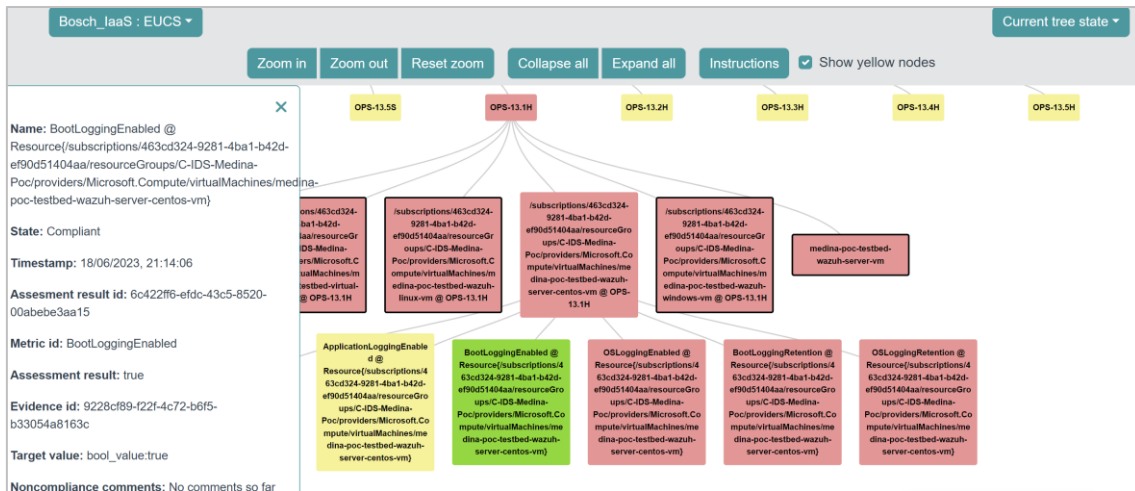 Bosch_IaaS : EUCS
Current tree state
Zoom in
Zoom out
Reset zoom
Collapse all
Expand all
Instructions
Show yellow nodes
×
Name: BootLoggingEnabled @
Resource{/subscriptions/463cd324-9281-4ba1-b42d-
ef90d51404aa/resourceGroups/C-IDS-Medina-
Poc/providers/Microsoft.Compute/virtualMachines/medina-
poc-testbed-wazuh-server-centos-vm}
State: Compliant
Timestamp: 18/06/2023, 21:14:06
Assesment result id: 6c422ff6-efdc-43c5-8520-
00abebe3aa15
Metric id: BootLoggingEnabled
Assessment result: true
Evidence id: 9228cf89-f22f-4c72-b6f5-
b33054a8163c
Target value: bool_value:true
Noncompliance comments: No comments so far
OPS-13.5S
OPS-13.1H
OPS-13.2H
OPS-13.3H
OPS-13.4H
OPS-13.5H
ptions/463cd324-
-4ba1-b42d-
404aa/resourceGr
-IDS-Medina-
viders/Microsoft.C
rtualMachines/m
testbed-virtual-
@ OPS-13.1H
/subscriptions/463cd324-
9281-4ba1-b42d-
ef90d51404aa/resourceGr
oups/C-IDS-Medina-
Poc/providers/Microsoft.C
ompute/virtualMachines/m
edina-poc-testbed-wazuh-
linux-vm @ OPS-13.1H
/subscriptions/463cd324-
9281-4ba1-b42d-
ef90d51404aa/resourceGro
ups/C-IDS-Medina-
Poc/providers/Microsoft.Co
mpute/virtualMachines/me
dina-poc-testbed-wazuh-
server-centos-vm @ OPS-
13.1H
/subscriptions/463cd324-
9281-4ba1-b42d-
ef90d51404aa/resourceGr
oups/C-IDS-Medina-
Poc/providers/Microsoft.C
ompute/virtualMachines/m
edina-poc-testbed-wazuh-
windows-vm @ OPS-13.1H
medina-poc-testbed-
wazuh-server-vm
ApplicationLoggingEnable
d @
Resource{/subscriptions/4
63cd324-9281-4ba1-b42d-
ef90d51404aa/resourceGro
ups/C-IDS-Medina-
Poc/providers/Microsoft.Co
mpute/virtualMachines/me
dina-poc-testbed-wazuh-
server-centos-vm}
BootLoggingEnabled @
Resource{/subscriptions/4
63cd324-9281-4ba1-b42d-
ef90d51404aa/resourceGro
ups/C-IDS-Medina-
Poc/providers/Microsoft.Co
mpute/virtualMachines/me
dina-poc-testbed-wazuh-
server-centos-vm}
OSLoggingEnabled @
Resource{/subscriptions/4
63cd324-9281-4ba1-b42d-
ef90d51404aa/resourceGro
ups/C-IDS-Medina-
Poc/providers/Microsoft.Co
mpute/virtualMachines/me
dina-poc-testbed-wazuh-
server-centos-vm}
BootLoggingRetention @
Resource{/subscriptions/4
63cd324-9281-4ba1-b42d-
ef90d51404aa/resourceGro
ups/C-IDS-Medina-
Poc/providers/Microsoft.Co
mpute/virtualMachines/me
dina-poc-testbed-wazuh-
server-centos-vm}
OSLoggingRetention @
Resource{/subscriptions/4
63cd324-9281-4ba1-b42d-
ef90d51404aa/resourceGro
ups/C-IDS-Medina-
Poc/providers/Microsoft.Co
mpute/virtualMachines/me
dina-poc-testbed-wazuh-
server-centos-vm}